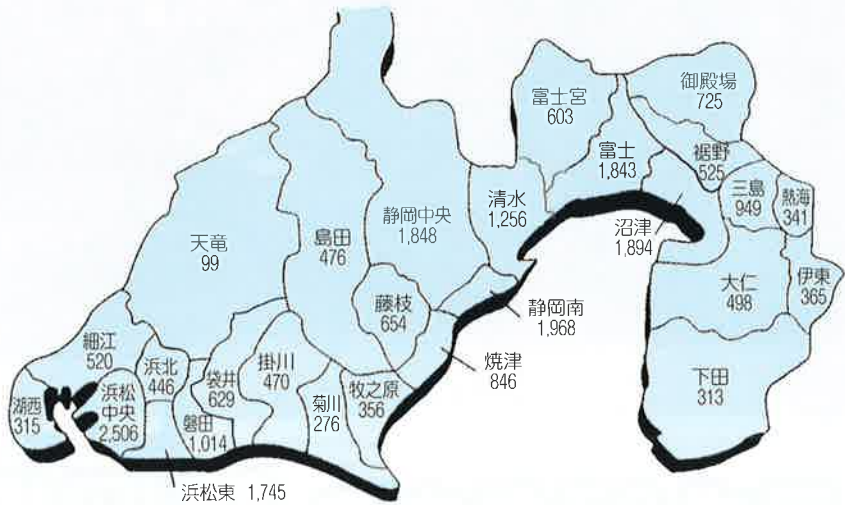 御殿場
725
富士宮
603
裾野
525
富士
1,843
三島
949
熱海
341
清水
1,256
静岡中央
1,848
沼津
1,894
島田
476
天竜
99
大仁
498
伊東
365
藤枝
654
静岡南
1,968
焼津
846
細江
520
浜北
446
掛川
470
袋井
629
下田
313
湖西
315
浜松
中央
2,506
菊川
276
牧之原
356
磐田
1,014
浜松東 1,745